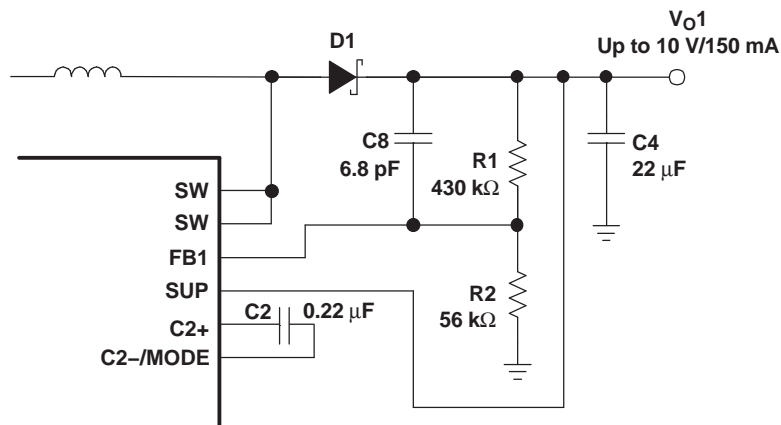 VO1
Up to 10 V/150 mA
D1
C8
6.8 pF
R1
430 kΩ
C4
22 μF
SW
SW
FB1
SUP
C2+
C2–/MODE
C2
0.22 μF
R2
56 kΩ